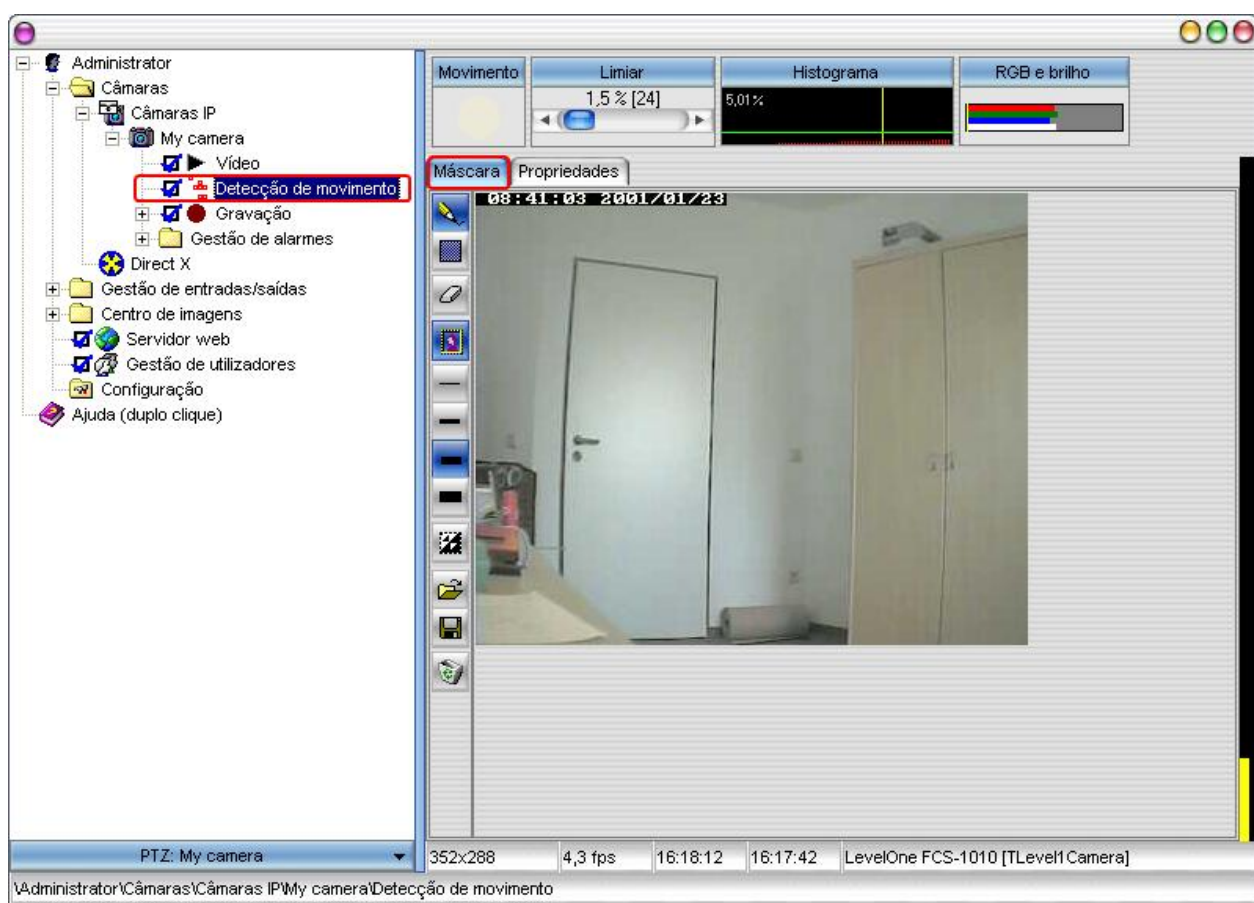 Administrator
Câmaras
Câmaras IP
My camera
Vídeo
Detecção de movimento
Gravação
Gestão de alarmes
Direct X
Gestão de entradas/saídas
Centro de imagens
Servidor web
Gestão de utilizadores
Configuração
Ajuda (duplo clique)
PTZ: My camera
Movimento
Limiar
1,5 % [24]
Histograma
5,01%
RGB e brilho
Máscara
Propriedades
08:41:03 2001/01/23
352x288
4,3 fps
16:18:12
16:17:42
LevelOne FCS-1010 [TLevel1Camera]
\Administrator\Câmaras\Câmaras IP\My camera\Detecção de movimento